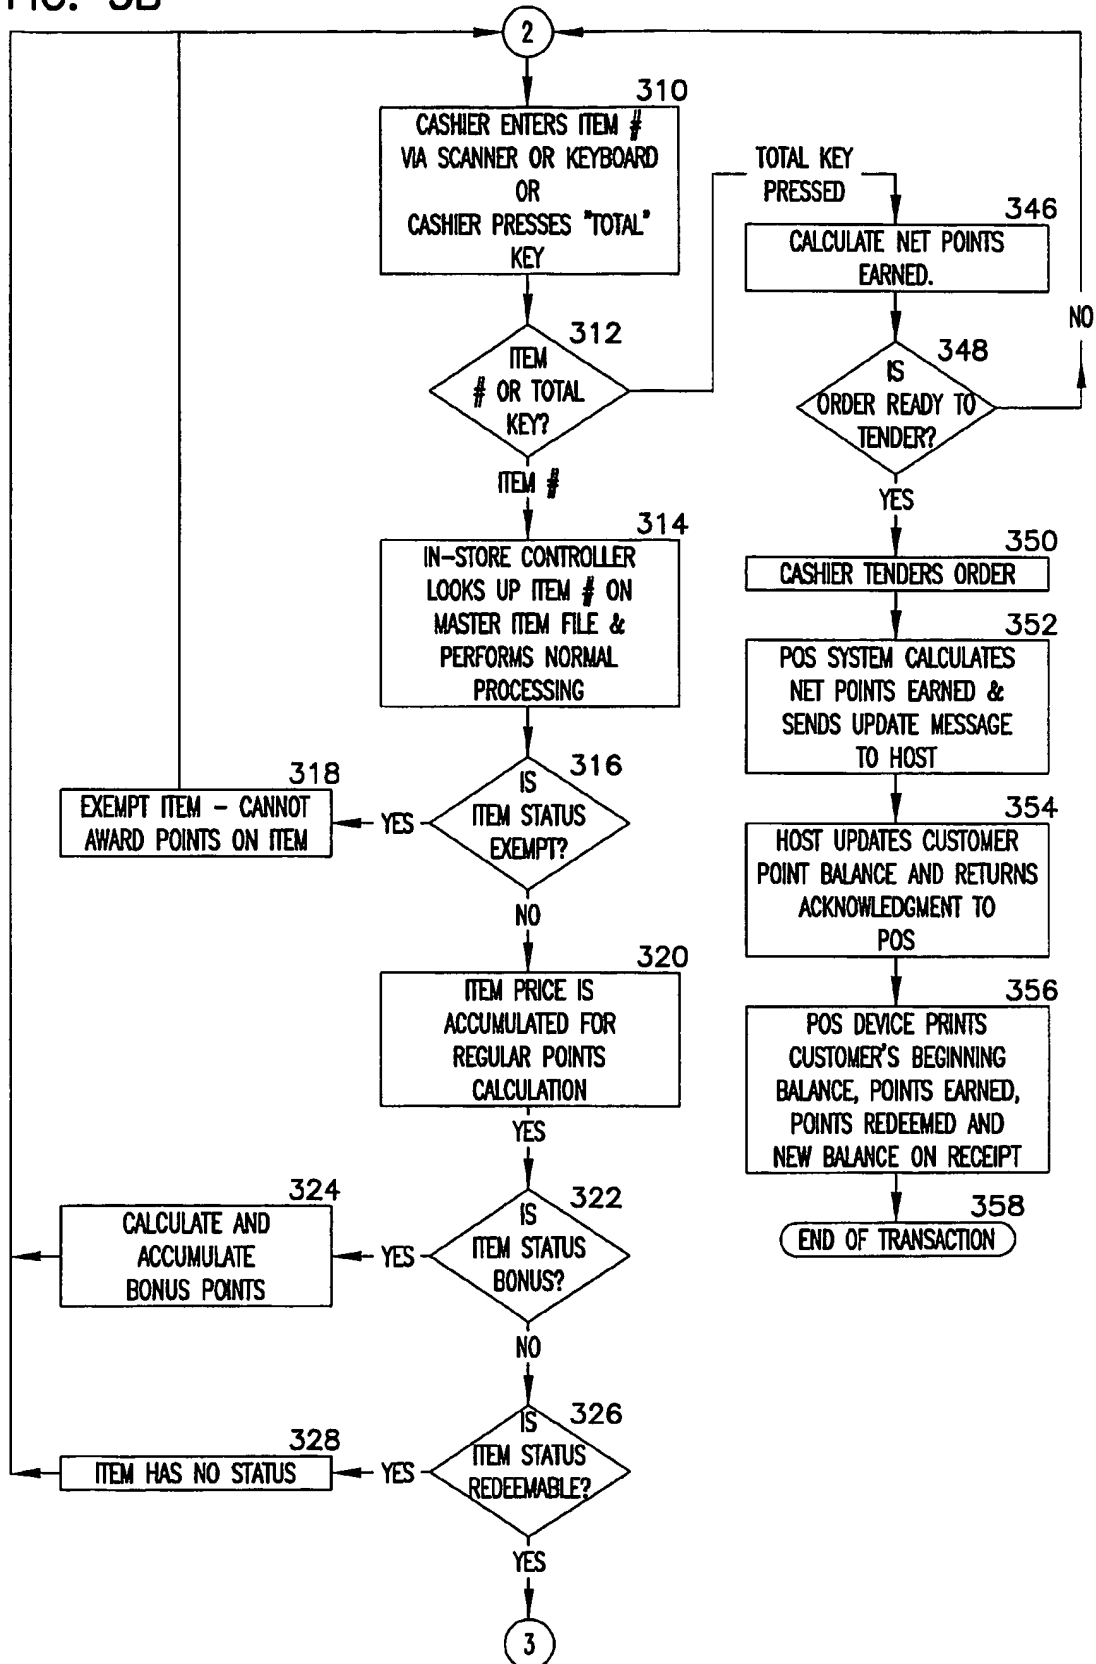 2
310
CASHIER ENTERS ITEM #
VIA SCANNER OR KEYBOARD
OR
CASHIER PRESSES "TOTAL"
KEY
312
ITEM
# OR TOTAL
KEY?
ITEM #
314
IN-STORE CONTROLLER
LOOKS UP ITEM # ON
MASTER ITEM FILE &
PERFORMS NORMAL
PROCESSING
316
IS
ITEM STATUS
EXEMPT?
YES
318
EXEMPT ITEM - CANNOT
AWARD POINTS ON ITEM
NO
320
ITEM PRICE IS
ACCUMULATED FOR
REGULAR POINTS
CALCULATION
YES
322
IS
ITEM STATUS
BONUS?
YES
324
CALCULATE AND
ACCUMULATE
BONUS POINTS
NO
326
IS
ITEM STATUS
REDEEMABLE?
YES
328
ITEM HAS NO STATUS
YES
3
TOTAL KEY
PRESSED
346
CALCULATE NET POINTS
EARNED.
348
IS
ORDER READY TO
TENDER?
NO
YES
350
CASHIER TENDERS ORDER
352
POS SYSTEM CALCULATES
NET POINTS EARNED &
SENDS UPDATE MESSAGE
TO HOST
354
HOST UPDATES CUSTOMER
POINT BALANCE AND RETURNS
ACKNOWLEDGMENT TO
POS
356
POS DEVICE PRINTS
CUSTOMER'S BEGINNING
BALANCE, POINTS EARNED,
POINTS REDEEMED AND
NEW BALANCE ON RECEIPT
358
END OF TRANSACTION